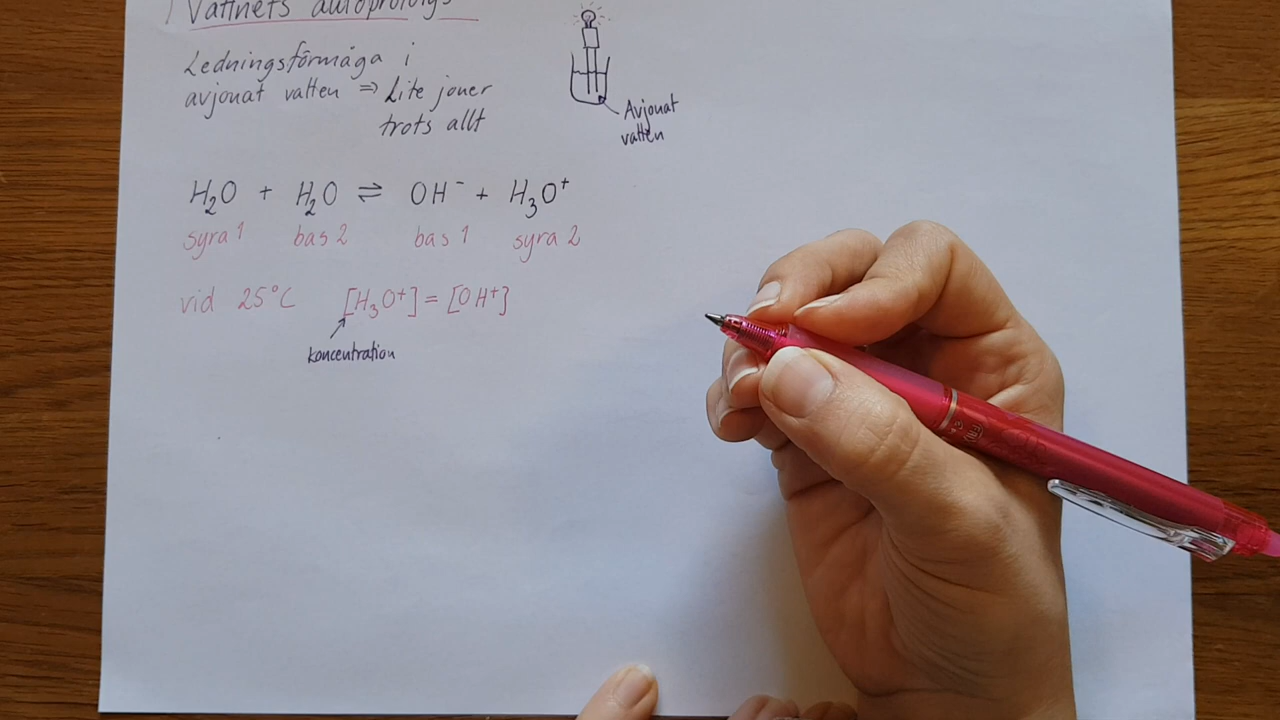 Vattnets autoprotolys
Ledningsförmåga i
avjonat vatten ⇒ Lite joner
trots allt
Avjonat
vatten
H₂O + H₂O ⇌ OH⁻ + H₃O⁺
syra 1 bas 2 bas 1 syra 2
vid 25°C [H₃O⁺] = [OH⁺]
koncentration